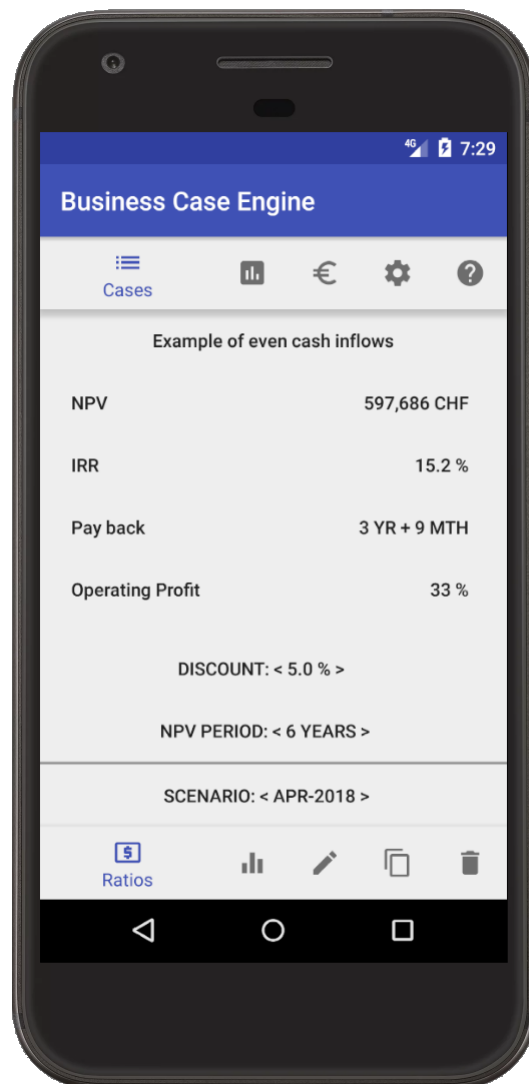 4G 7:29
Business Case Engine
Cases
Example of even cash inflows
NPV 597,686 CHF
IRR 15.2 %
Pay back 3 YR + 9 MTH
Operating Profit 33 %
DISCOUNT: < 5.0 % >
NPV PERIOD: < 6 YEARS >
SCENARIO: < APR-2018 >
Ratios